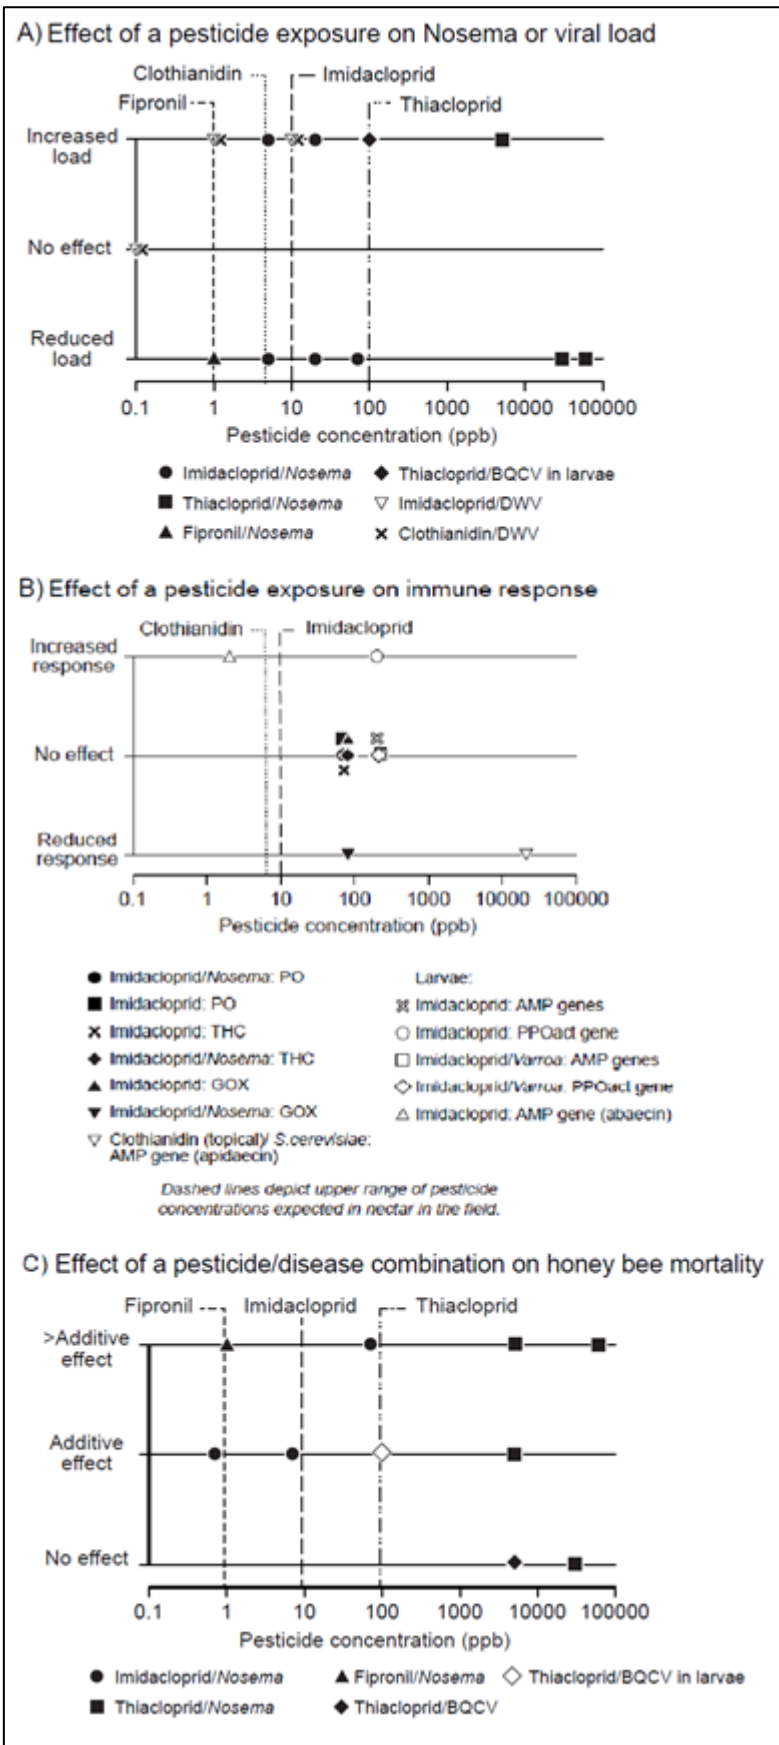 A) Effect of a pesticide exposure on Nosema or viral load
Clothianidin
Imidacloprid
Fipronil
Thiacloprid
Increased
load
No effect
Reduced
load
0.1 1 10 100 1000 10000 100000
Pesticide concentration (ppb)
Imidacloprid/Nosema
Thiacloprid/BQCV in larvae
Thiacloprid/Nosema
Imidacloprid/DWV
Fipronil/Nosema
Clothianidin/DWV
B) Effect of a pesticide exposure on immune response
Clothianidin
Imidacloprid
Increased
response
No effect
Reduced
response
0.1 1 10 100 1000 10000 100000
Pesticide concentration (ppb)
Imidacloprid/Nosema: PO
Larvae:
Imidacloprid: PO
Imidacloprid: AMP genes
Imidacloprid: THC
Imidacloprid: PPOact gene
Imidacloprid/Nosema: THC
Imidacloprid/Varroa: AMP genes
Imidacloprid: GOX
Imidacloprid/Varroa: PPOact gene
Imidacloprid/Nosema: GOX
Imidacloprid: AMP gene (abaecin)
Clothianidin (topical)/ S.cerevisiae:
AMP gene (apidaecin)
Dashed lines depict upper range of pesticide
concentrations expected in nectar in the field.
C) Effect of a pesticide/disease combination on honey bee mortality
Fipronil
Imidacloprid
Thiacloprid
>Additive
effect
Additive
effect
No effect
0.1 1 10 100 1000 10000 100000
Pesticide concentration (ppb)
Imidacloprid/Nosema
Fipronil/Nosema
Thiacloprid/BQCV in larvae
Thiacloprid/Nosema
Thiacloprid/BQCV